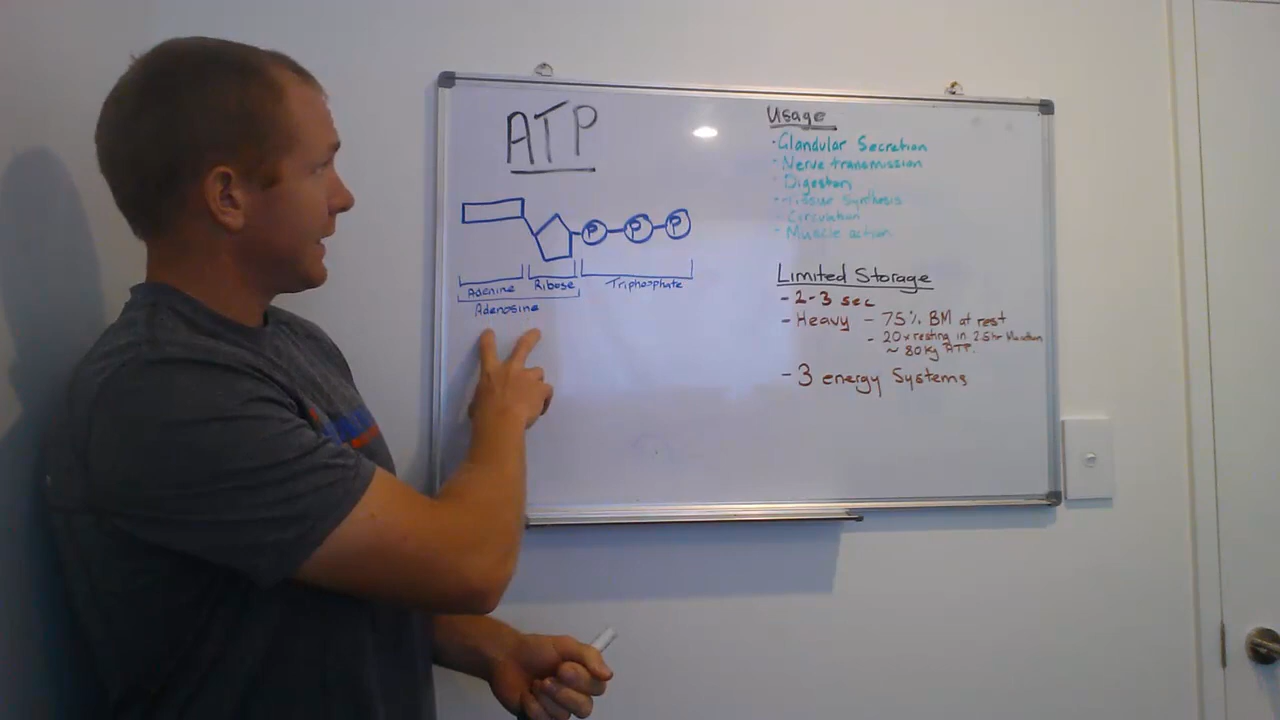 ATP
P P P
Adenine Ribose Triphosphate
Adenosine
Usage
- Glandular Secretion
- Nerve transmission
- Digestion
- Tissue Synthesis
- Circulation
- Muscle action
Limited Storage
- 2-3 sec
- Heavy - 75% BM at rest
- 20 x resting in 2.5hr Marathon
~ 80kg ATP.
- 3 energy Systems